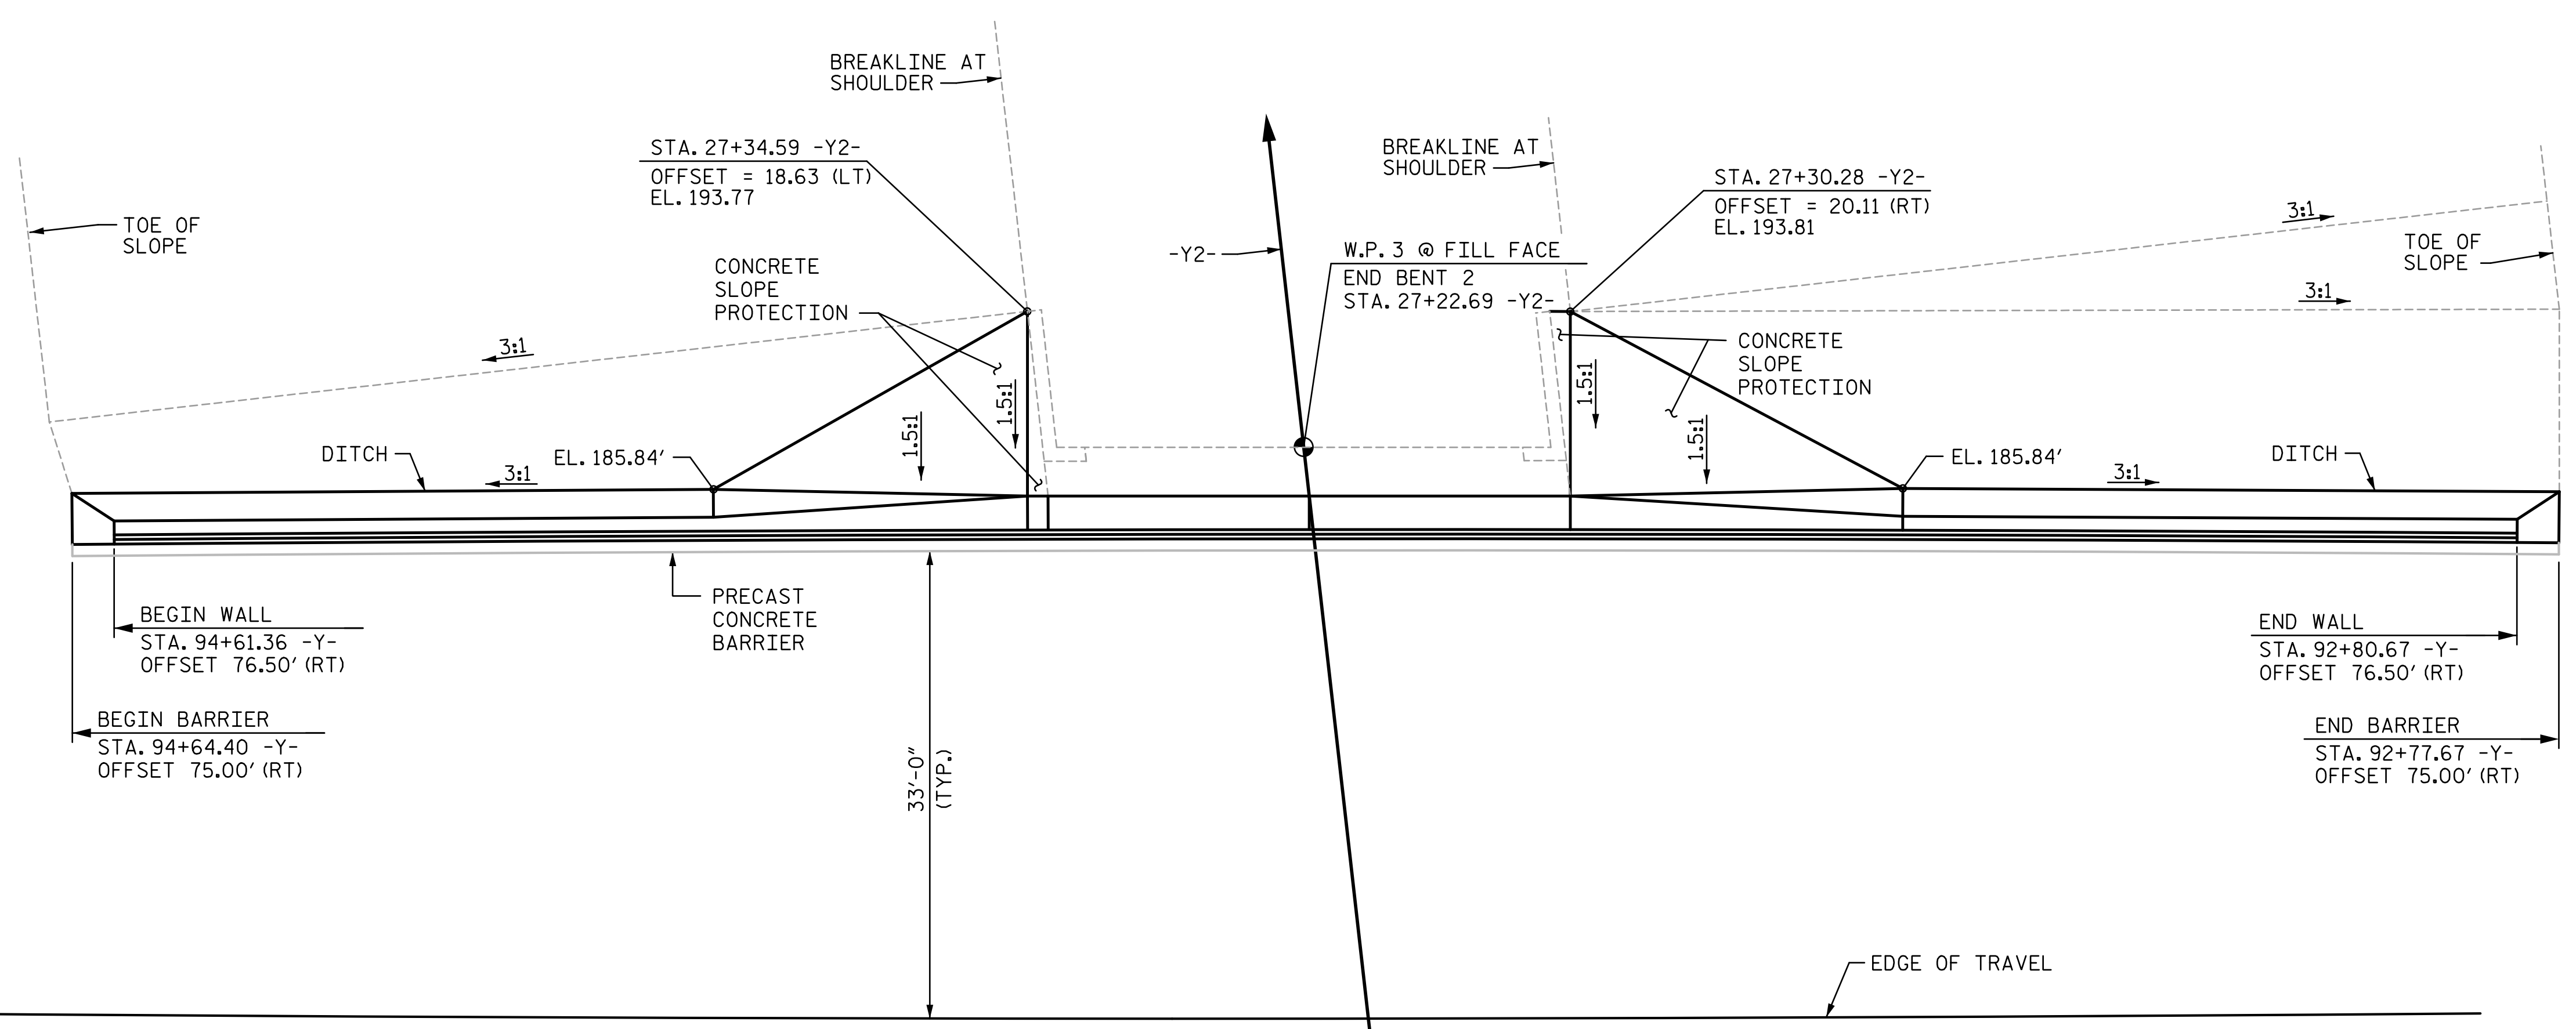 BREAKLINE AT
SHOULDER
STA. 27+34.59 -Y2-
OFFSET = 18.63 (LT)
EL. 193.77
BREAKLINE AT
SHOULDER
STA. 27+30.28 -Y2-
OFFSET = 20.11 (RT)
EL. 193.81
3:1
TOE OF
SLOPE
TOE OF
SLOPE
-Y2-
W.P. 3 @ FILL FACE
END BENT 2
STA. 27+22.69 -Y2-
CONCRETE
SLOPE
PROTECTION
3:1
3:1
CONCRETE
SLOPE
PROTECTION
1.5:1
1.5:1
1.5:1
1.5:1
DITCH
EL. 185.84'
3:1
EL. 185.84'
DITCH
3:1
PRECAST
CONCRETE
BARRIER
BEGIN WALL
STA. 94+61.36 -Y-
OFFSET 76.50' (RT)
END WALL
STA. 92+80.67 -Y-
OFFSET 76.50' (RT)
BEGIN BARRIER
STA. 94+64.40 -Y-
OFFSET 75.00' (RT)
END BARRIER
STA. 92+77.67 -Y-
OFFSET 75.00' (RT)
33'-0"
(TYP.)
EDGE OF TRAVEL